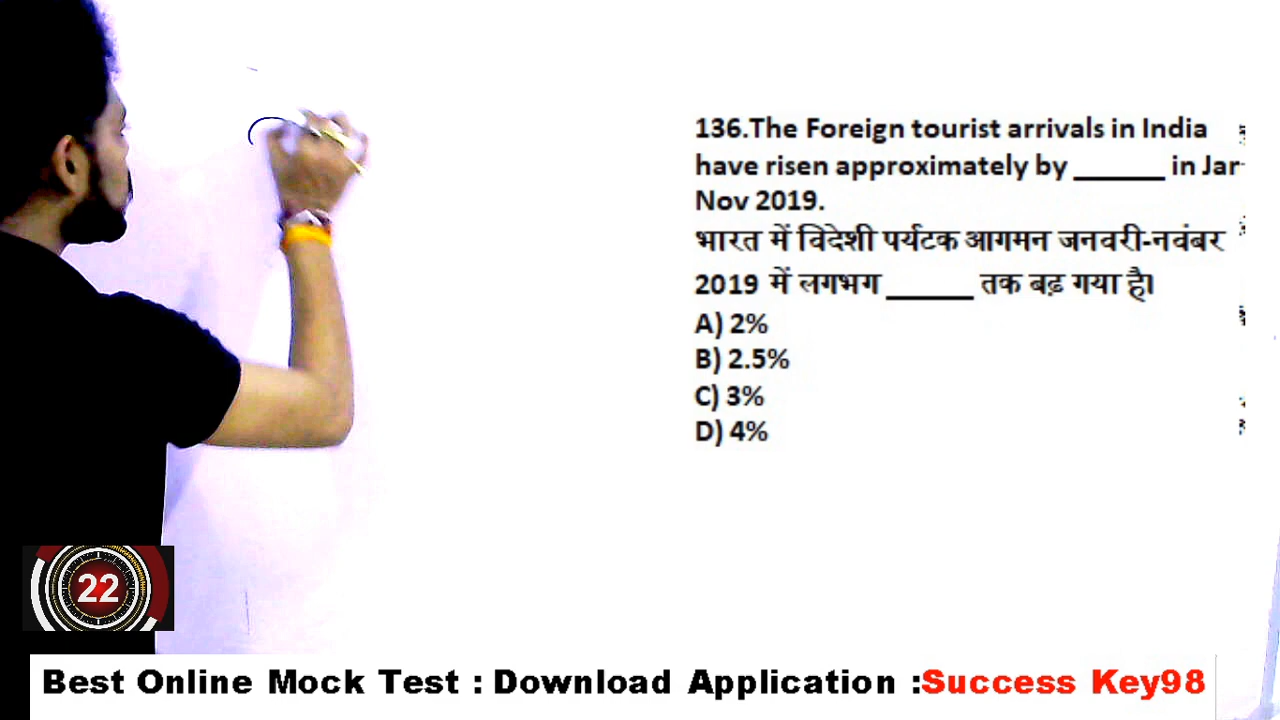 136.The Foreign tourist arrivals in India
have risen approximately by ______ in Jan-
Nov 2019.
भारत में विदेशी पर्यटक आगमन जनवरी-नवंबर
2019 में लगभग ______ तक बढ़ गया है।
A) 2%
B) 2.5%
C) 3%
D) 4%
22
Best Online Mock Test : Download Application :Success Key98